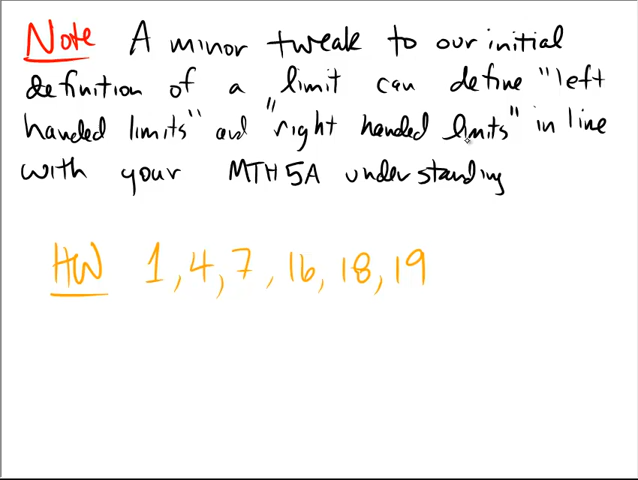 Note A minor tweak to our initial
definition of a limit can define "left
handed limits" and "right handed limits" in line
with your MTH 5A understanding
HW 1, 4, 7, 16, 18, 19